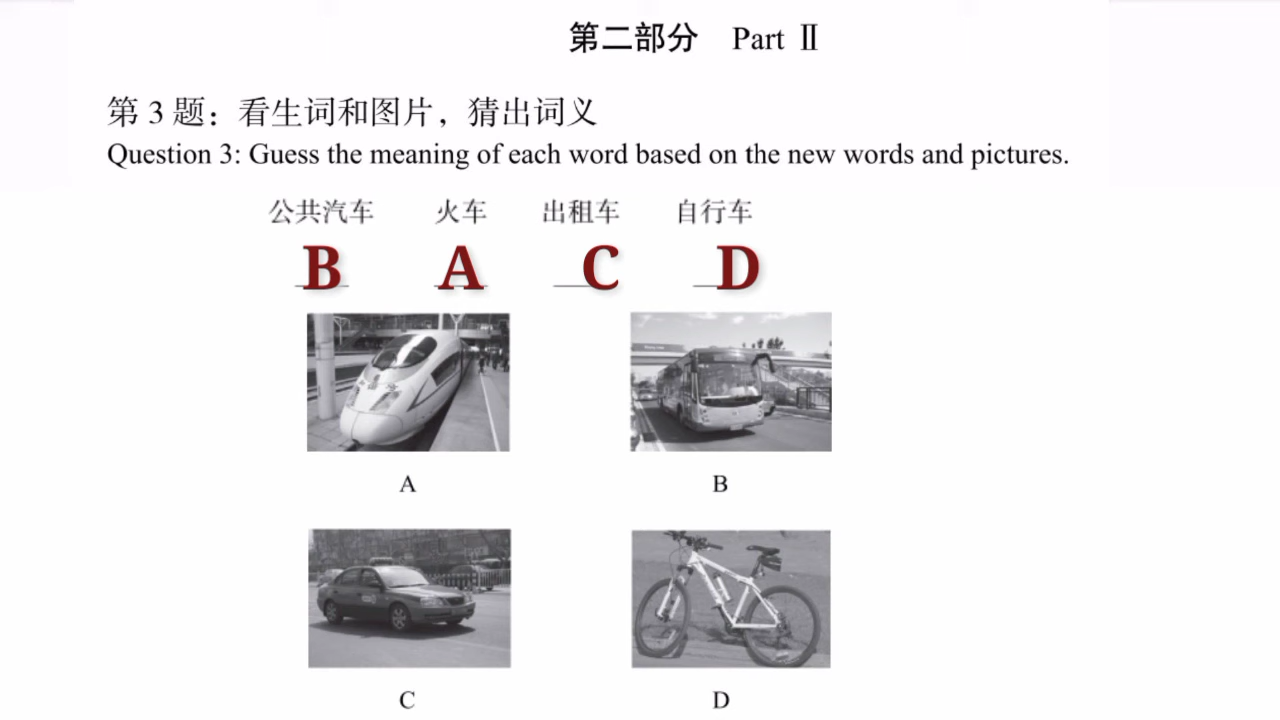 第二部分 Part Ⅱ
第 3 题：看生词和图片，猜出词义
Question 3: Guess the meaning of each word based on the new words and pictures.
公共汽车 火车 出租车 自行车
B A C D
A B
C D